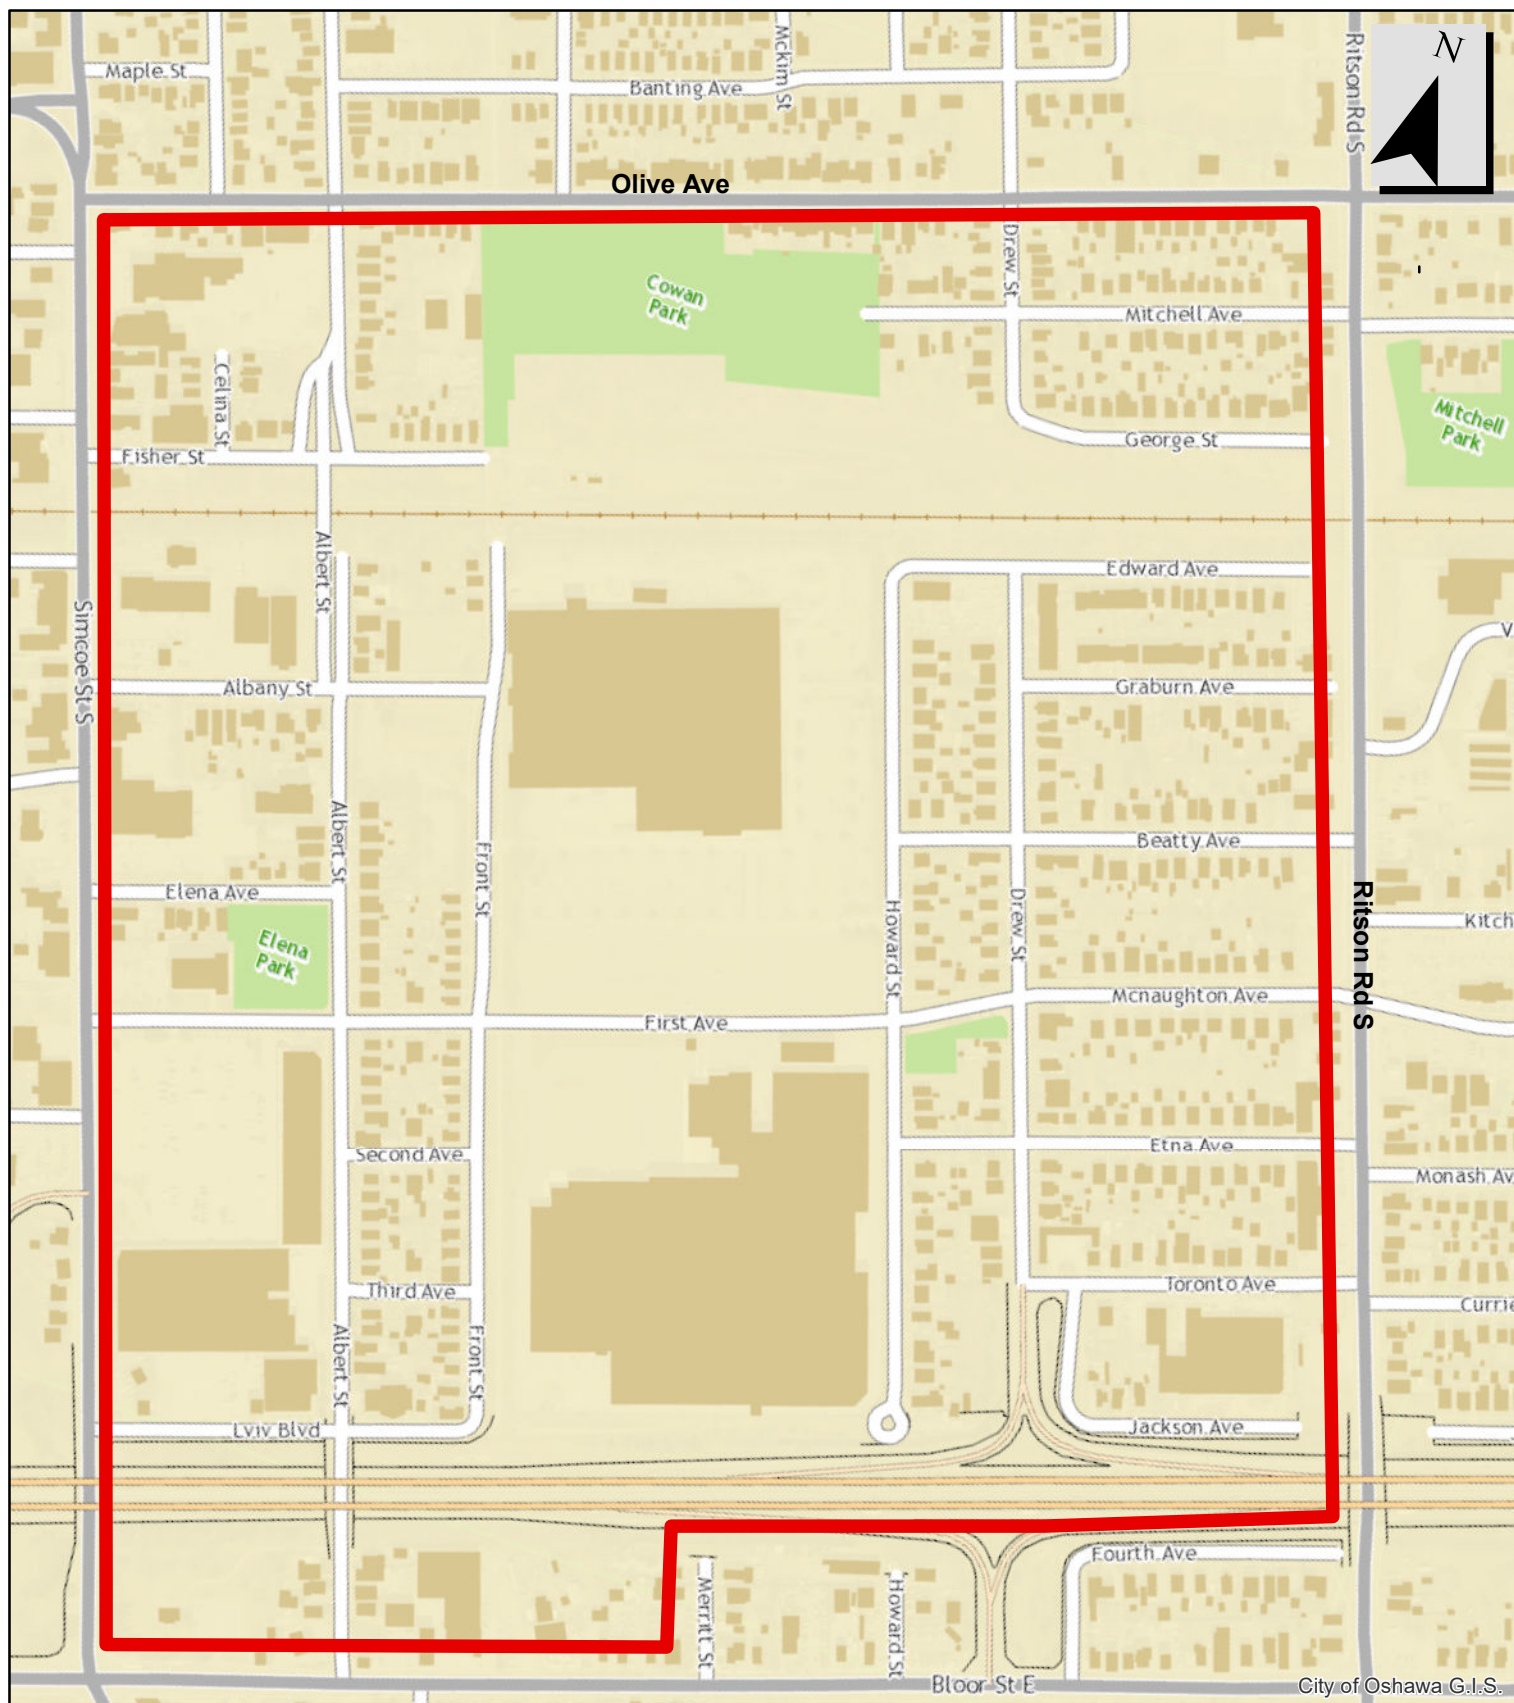 Maple St
Banting Ave
Mckim St
Ritson Rd S
N
Olive Ave
Cowan
Park
Drew St
Mitchell Ave
Celina St
Mitchell
Park
George St
Fisher St
Albert St
Edward Ave
Simcoe St S
V
Albany St
Graburn Ave
Albert St
Front St
Beatty Ave
Elena Ave
Howard St
Drew St
Ritson Rd S
Kitch
Elena
Park
Mcnaughton Ave
First Ave
Second Ave
Etna Ave
Monash Av
Third Ave
Toronto Ave
Currie
Albert St
Front St
Lviv Blvd
Jackson Ave
Fourth Ave
Merritt St
Howard St
Bloor St E
City of Oshawa G.I.S.